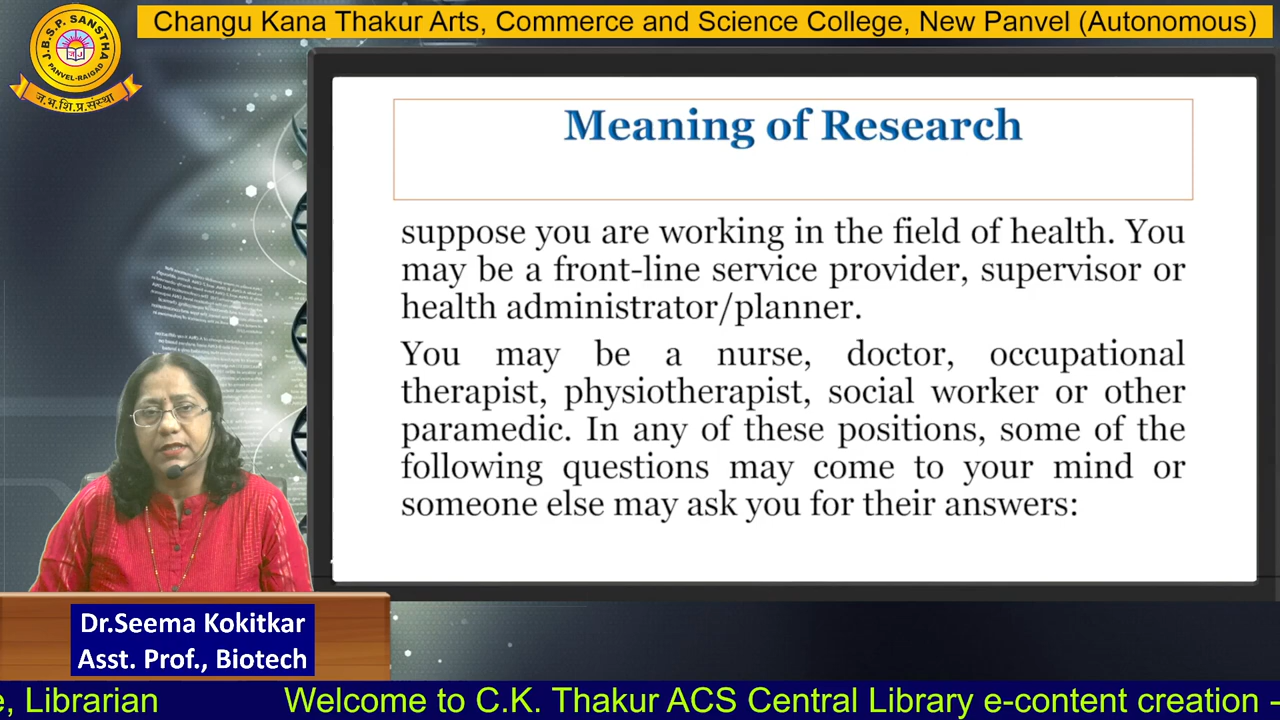 Changu Kana Thakur Arts, Commerce and Science College, New Panvel (Autonomous)
J.B.S.P. SANSTHA
PANVEL-RAIGAD
ज.भ.शि.प्र.संस्था
Meaning of Research
suppose you are working in the field of health. You
may be a front-line service provider, supervisor or
health administrator/planner.
You may be a nurse, doctor, occupational
therapist, physiotherapist, social worker or other
paramedic. In any of these positions, some of the
following questions may come to your mind or
someone else may ask you for their answers:
Dr.Seema Kokitkar
Asst. Prof., Biotech
e, Librarian Welcome to C.K. Thakur ACS Central Library e-content creation -